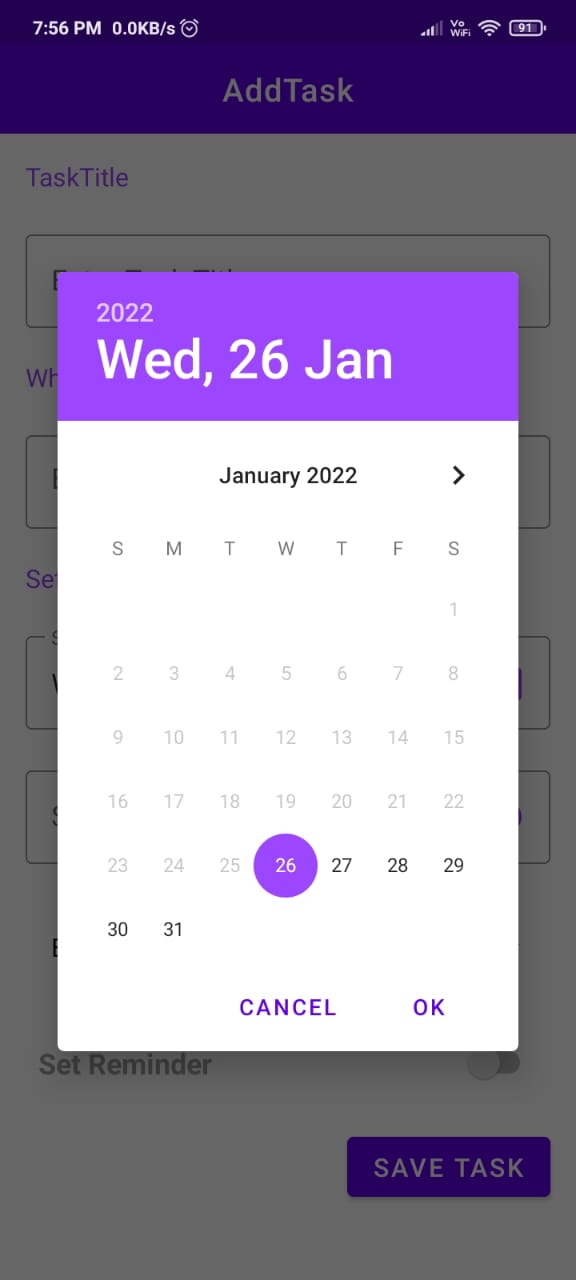 7:56 PM 0.0KB/s
Vo
WiFi
91
AddTask
TaskTitle
2022
Wed, 26 Jan
January 2022
S M T W T F S
1
2 3 4 5 6 7 8
9 10 11 12 13 14 15
16 17 18 19 20 21 22
23 24 25 26 27 28 29
30 31
CANCEL OK
Set Reminder
SAVE TASK